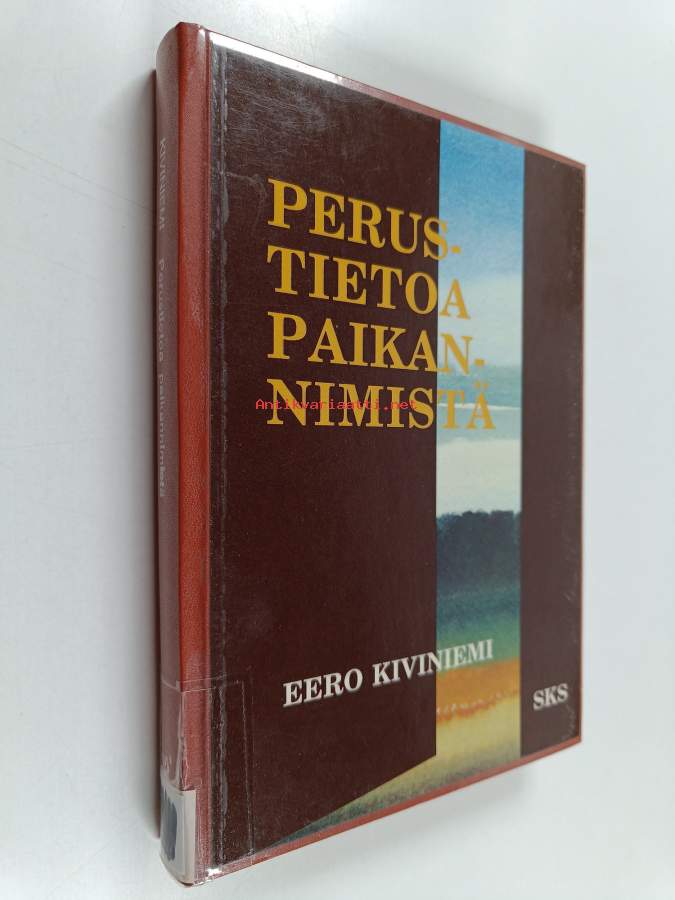 PERUS-
TIETOA
PAIKAN-
NIMISTÄ
Antikvariaatti.net
EERO KIVINIEMI
SKS
KIVINIEMI Perustietoa paikannimistä